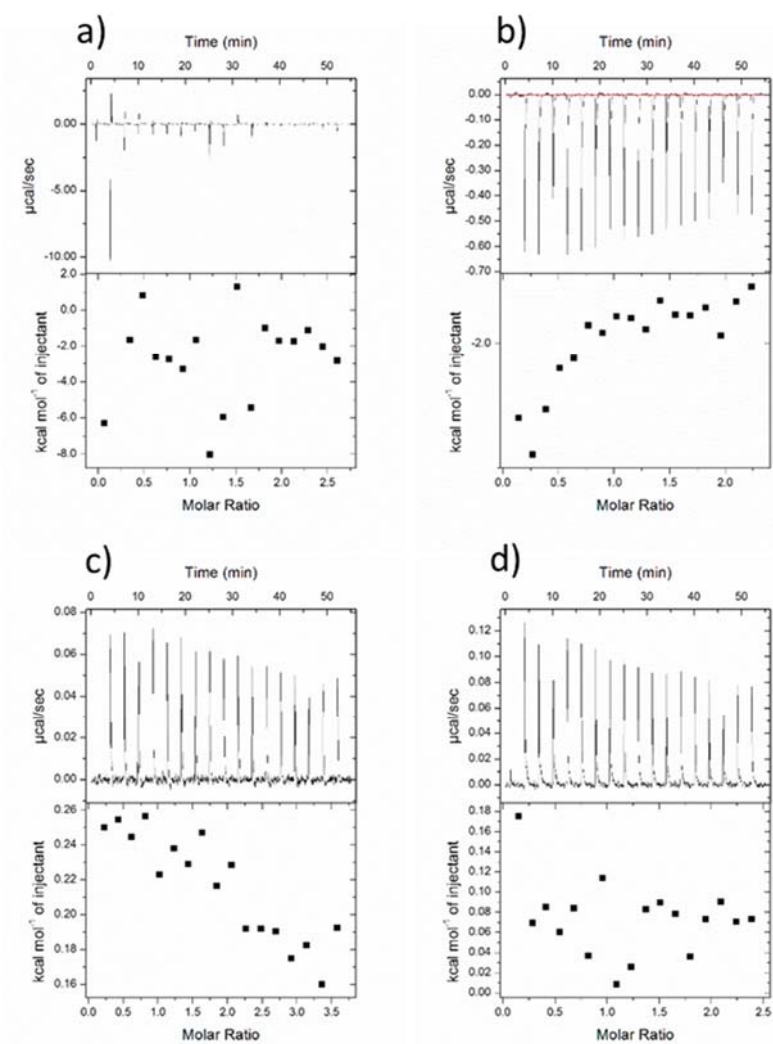 a)
Time (min)
0 10 20 30 40 50
0.00
-5.00
-10.00
µcal/sec
2.0
0.0
-2.0
-4.0
-6.0
-8.0
kcal mol⁻¹ of injectant
0.0 0.5 1.0 1.5 2.0 2.5
Molar Ratio
b)
Time (min)
0 10 20 30 40 50
0.00
-0.10
-0.20
-0.30
-0.40
-0.50
-0.60
-0.70
µcal/sec
-2.0
kcal mol⁻¹ of injectant
0.0 0.5 1.0 1.5 2.0
Molar Ratio
c)
Time (min)
0 10 20 30 40 50
0.08
0.06
0.04
0.02
0.00
µcal/sec
0.26
0.24
0.22
0.20
0.18
0.16
kcal mol⁻¹ of injectant
0.0 0.5 1.0 1.5 2.0 2.5 3.0 3.5
Molar Ratio
d)
Time (min)
0 10 20 30 40 50
0.12
0.10
0.08
0.06
0.04
0.02
0.00
µcal/sec
0.18
0.16
0.14
0.12
0.10
0.08
0.06
0.04
0.02
0.00
kcal mol⁻¹ of injectant
0.0 0.5 1.0 1.5 2.0 2.5
Molar Ratio